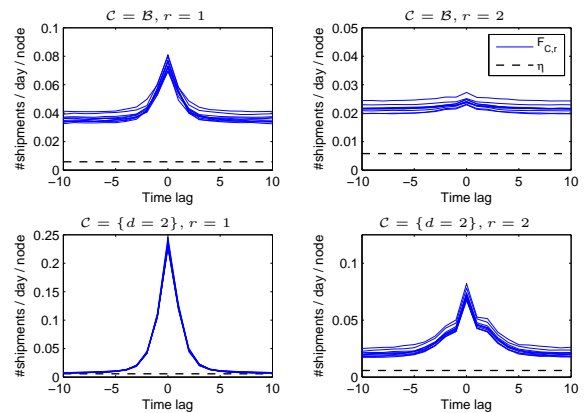 C = B, r = 1
0.1
0.08
0.06
0.04
0.02
0
−10
−5
0
5
10
Time lag
#shipments / day / node
C = B, r = 2
0.05
0.04
0.03
0.02
0.01
0
−10
−5
0
5
10
Time lag
#shipments / day / node
F_{C,r}
η
C = {d = 2}, r = 1
0.25
0.2
0.15
0.1
0.05
0
−10
−5
0
5
10
Time lag
#shipments / day / node
C = {d = 2}, r = 2
0.1
0.05
0
−10
−5
0
5
10
Time lag
#shipments / day / node